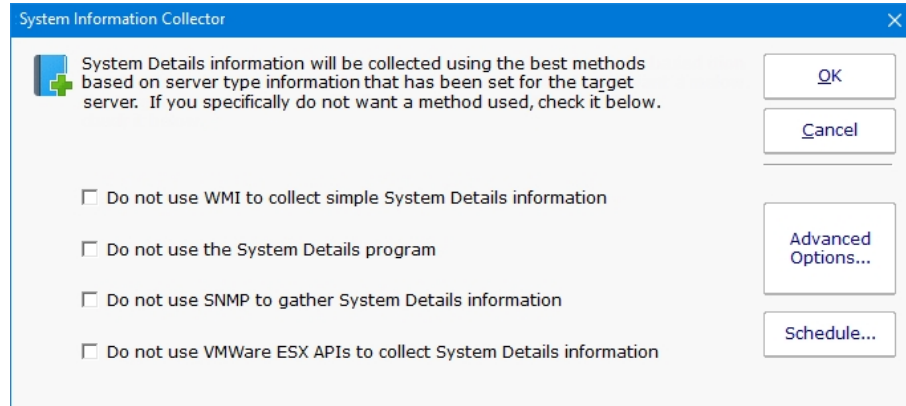 System Information Collector
System Details information will be collected using the best methods
based on server type information that has been set for the target
server.  If you specifically do not want a method used, check it below.
OK
Cancel
Do not use WMI to collect simple System Details information
Do not use the System Details program
Do not use SNMP to gather System Details information
Do not use VMWare ESX APIs to collect System Details information
Advanced
Options...
Schedule...